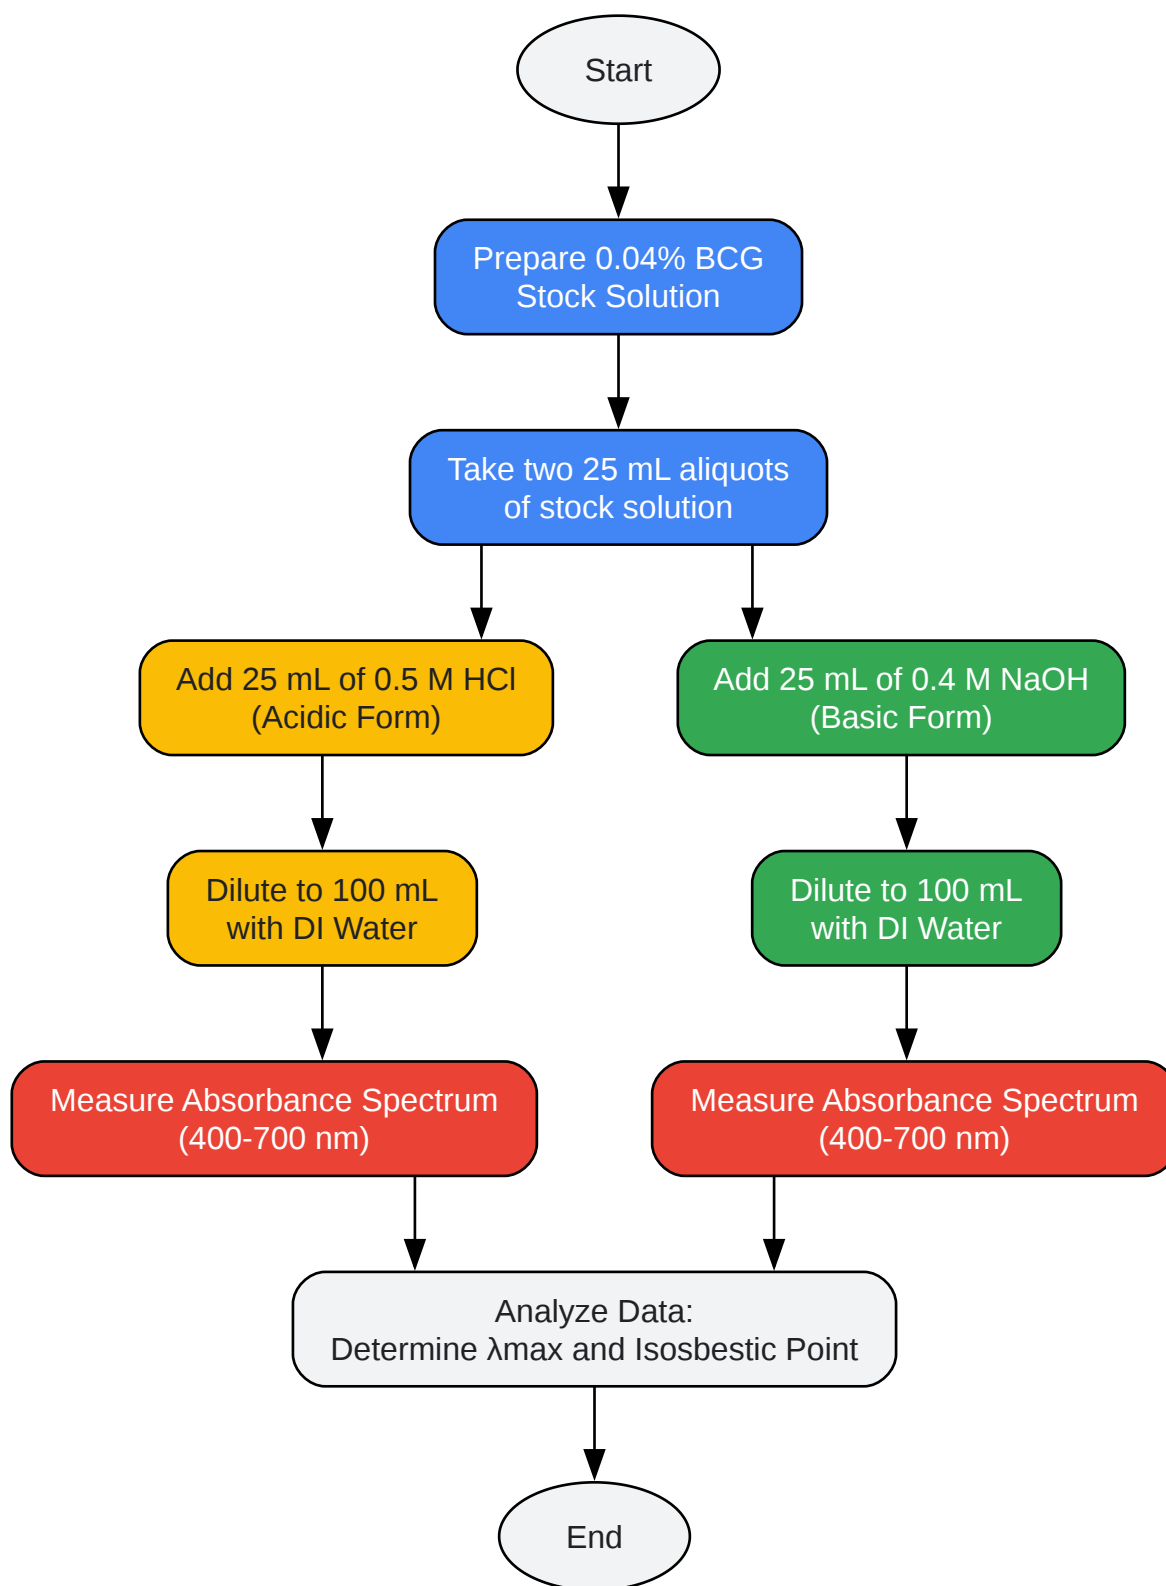 Start
Prepare 0.04% BCG
Stock Solution
Take two 25 mL aliquots
of stock solution
Add 25 mL of 0.5 M HCl
(Acidic Form)
Add 25 mL of 0.4 M NaOH
(Basic Form)
Dilute to 100 mL
with DI Water
Dilute to 100 mL
with DI Water
Measure Absorbance Spectrum
(400-700 nm)
Measure Absorbance Spectrum
(400-700 nm)
Analyze Data:
Determine λmax and Isosbestic Point
End